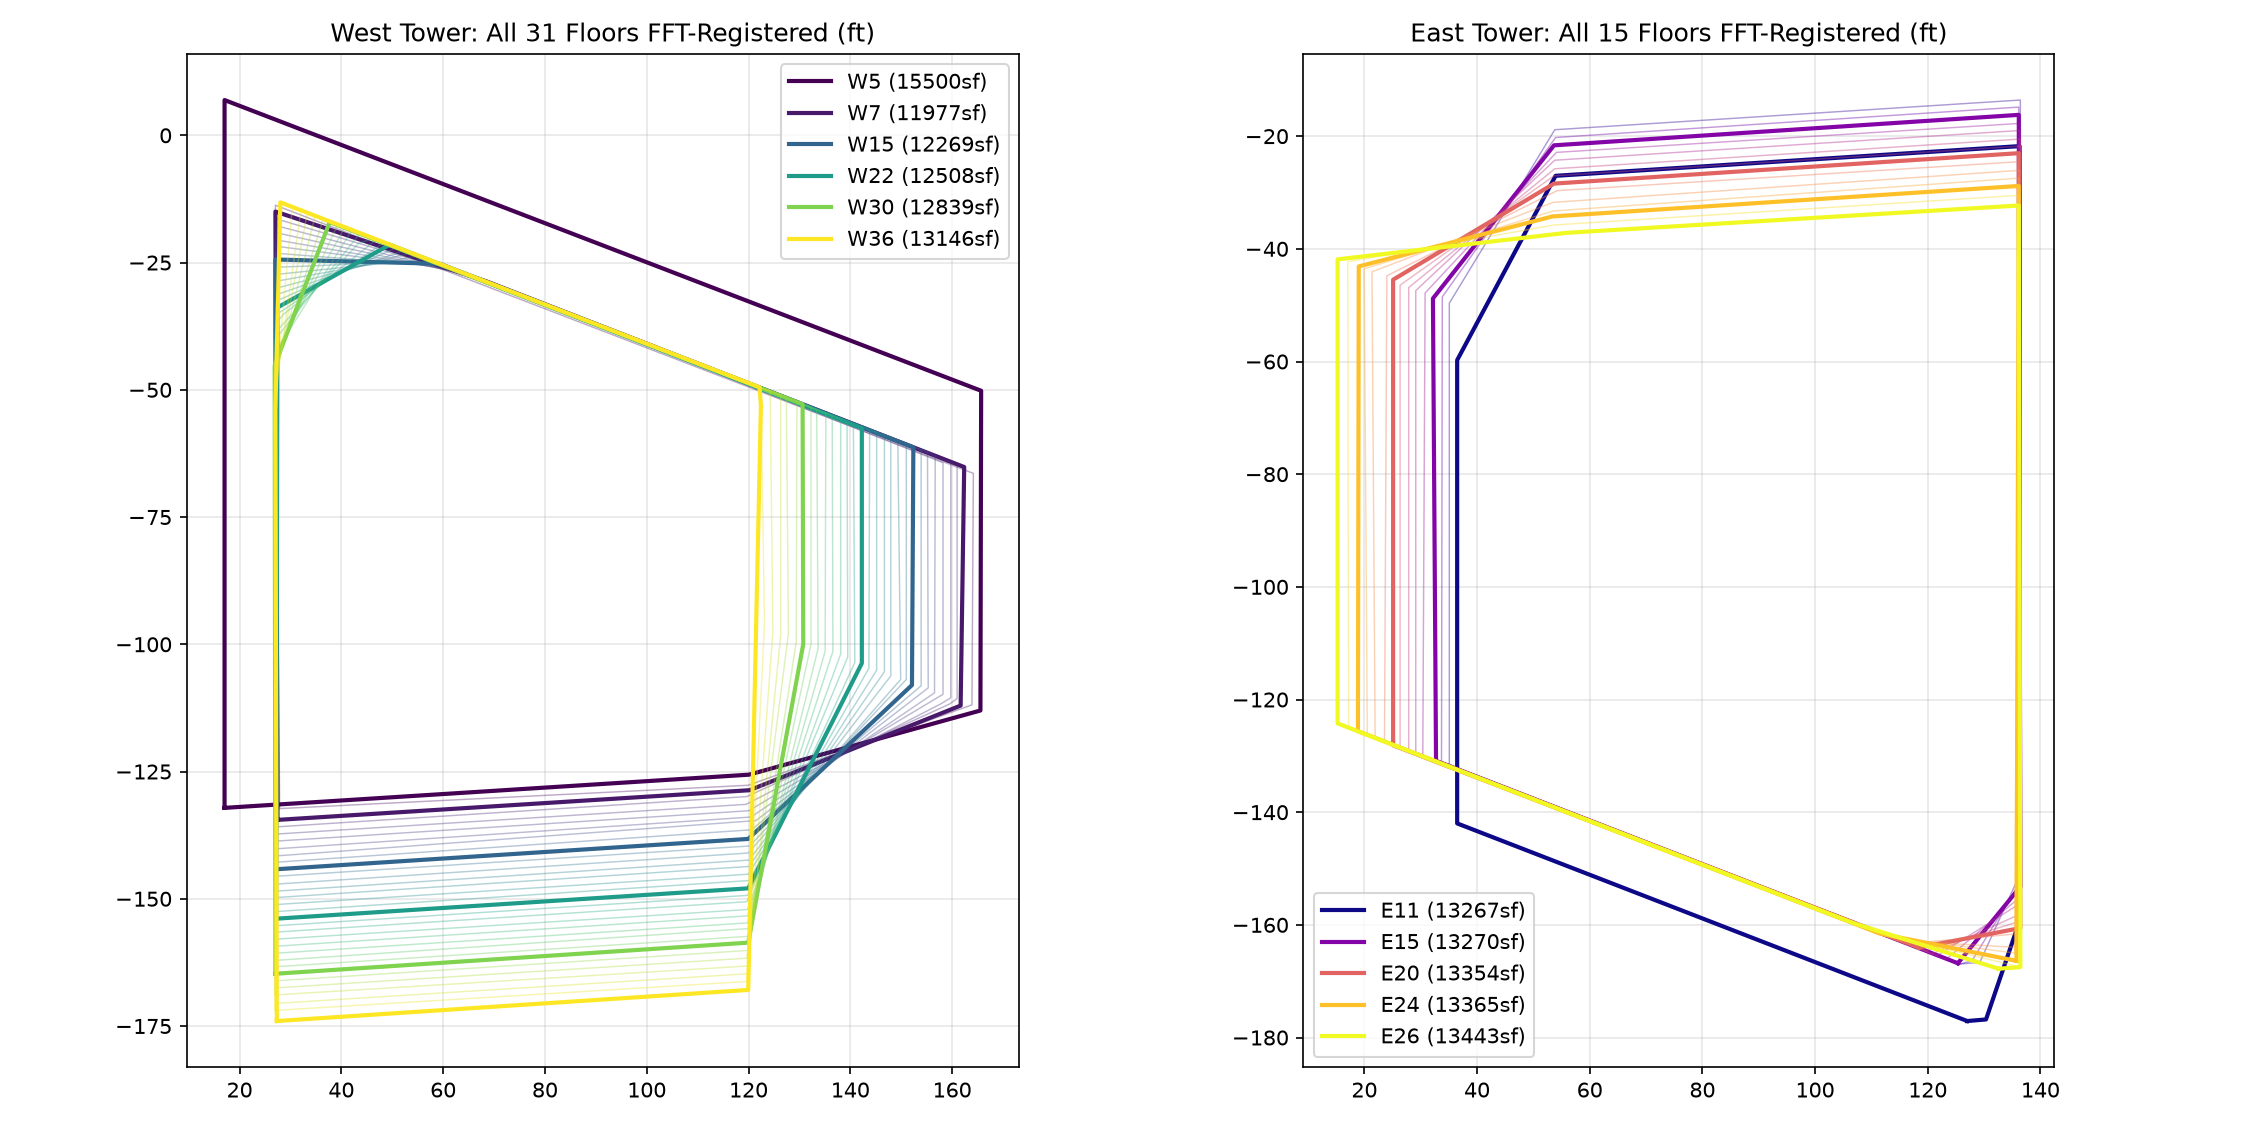 West Tower: All 31 Floors FFT-Registered (ft)
W5 (15500sf)
W7 (11977sf)
W15 (12269sf)
W22 (12508sf)
W30 (12839sf)
W36 (13146sf)
0
−25
−50
−75
−100
−125
−150
−175
20 40 60 80 100 120 140 160
East Tower: All 15 Floors FFT-Registered (ft)
−20
−40
−60
−80
−100
−120
−140
−160
−180
E11 (13267sf)
E15 (13270sf)
E20 (13354sf)
E24 (13365sf)
E26 (13443sf)
20 40 60 80 100 120 140